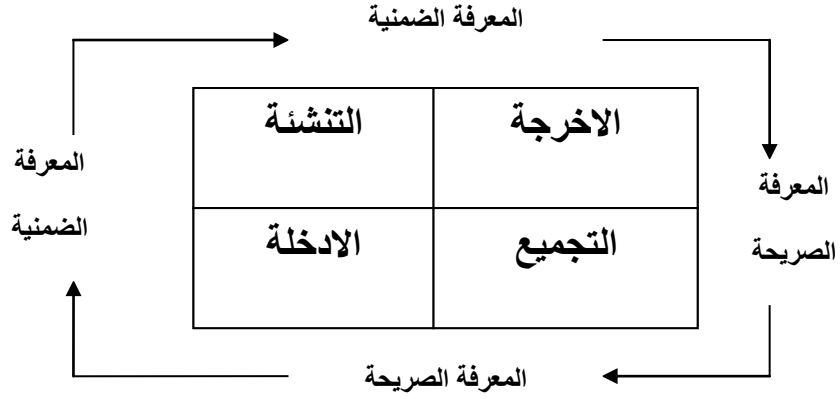 المعرفة الضمنية
الاخرجة
التنشئة
المعرفة
الصريحة
المعرفة
الضمنية
التجميع
الادخلة
المعرفة الصريحة